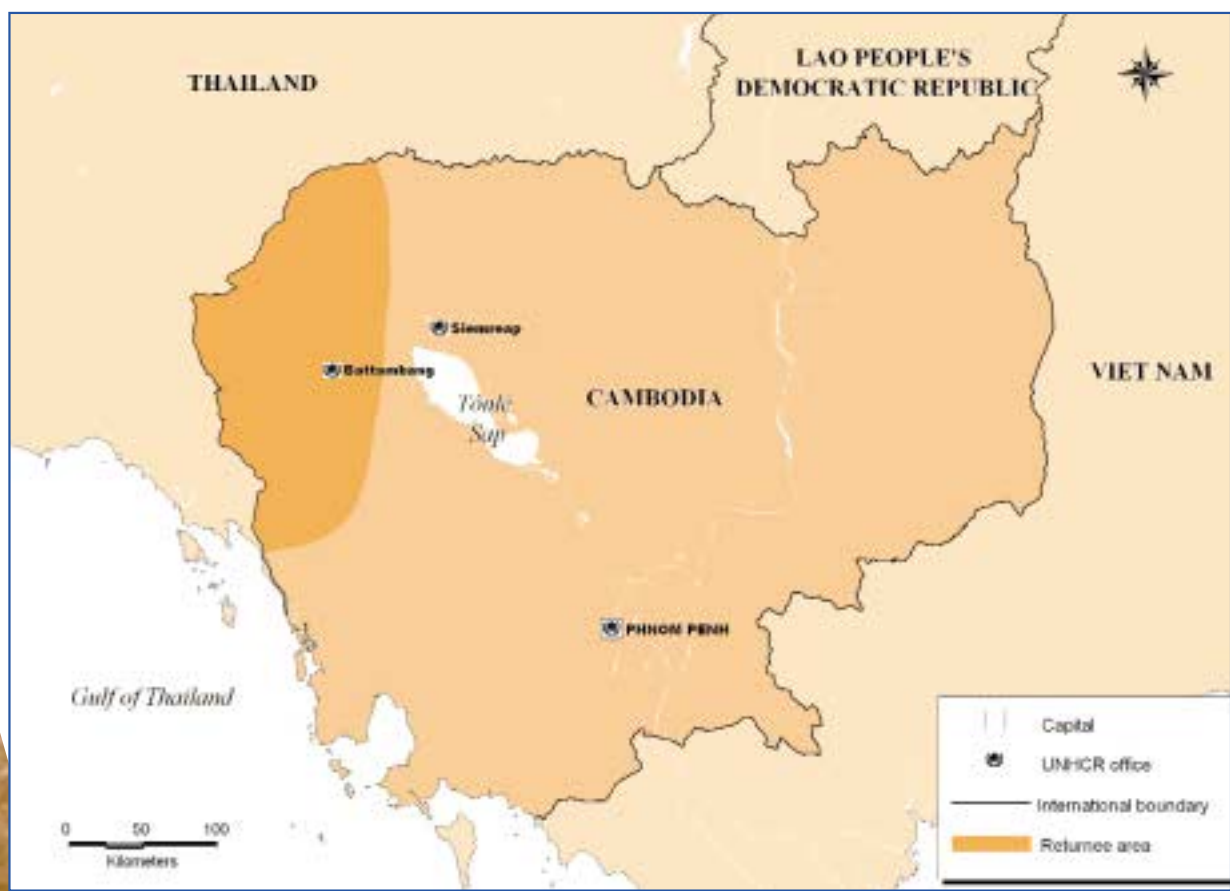 THAILAND
LAO PEOPLE'S
DEMOCRATIC REPUBLIC
Siemreap
Battambang
CAMBODIA
VIET NAM
Tónlé
Sap
PHNOM PENH
Gulf of Thailand
Capital
UNHCR office
International boundary
Returnee area
0 50 100
Kilometers